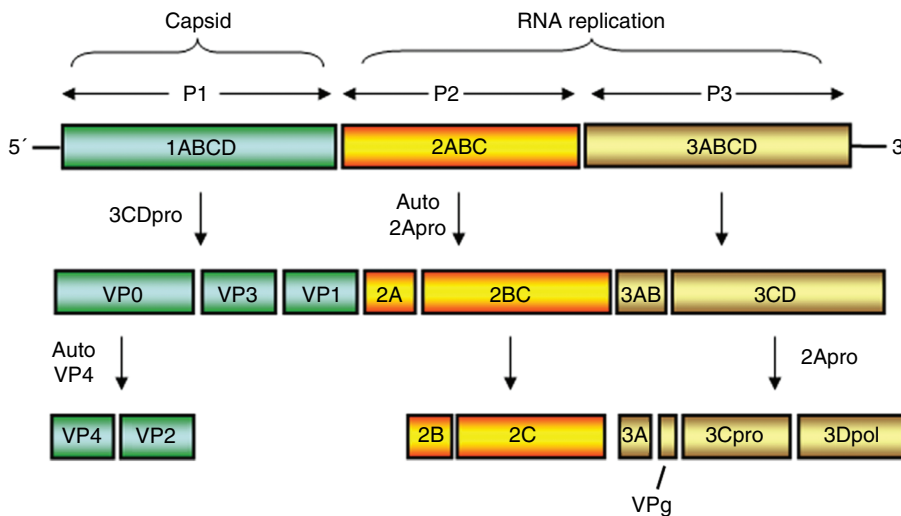 Capsid
RNA replication
P1
P2
P3
5´
1ABCD
2ABC
3ABCD
3
3CDpro
Auto
2Apro
VP0
VP3
VP1
2A
2BC
3AB
3CD
Auto
VP4
2Apro
VP4
VP2
2B
2C
3A
3Cpro
3Dpol
VPg